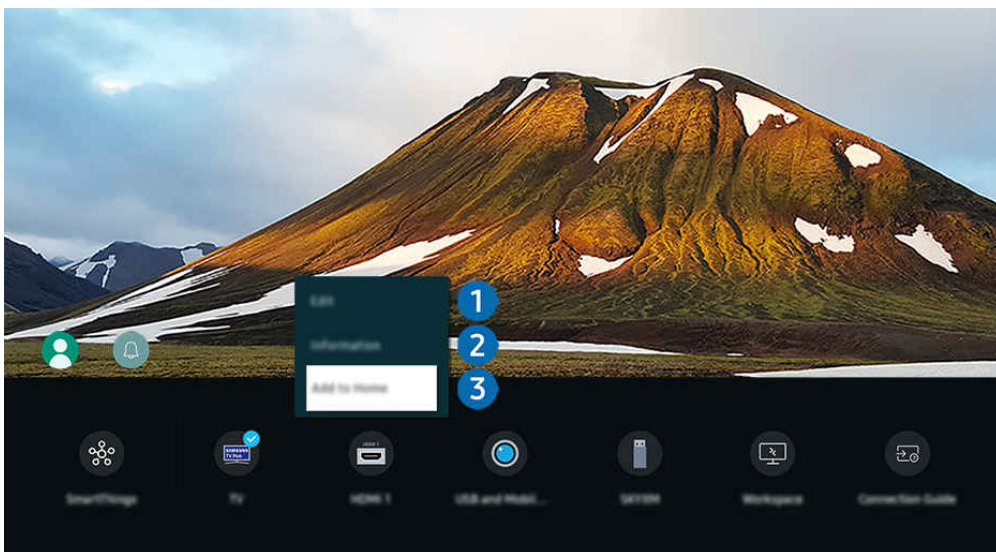 Edit
1
Information
2
Add to Home
3
SAMSUNG
TV Plus
HDMI 1
SmartThings
TV
HDMI 1
USB and Mobil...
SKYRIM
Workspace
Connection Guide